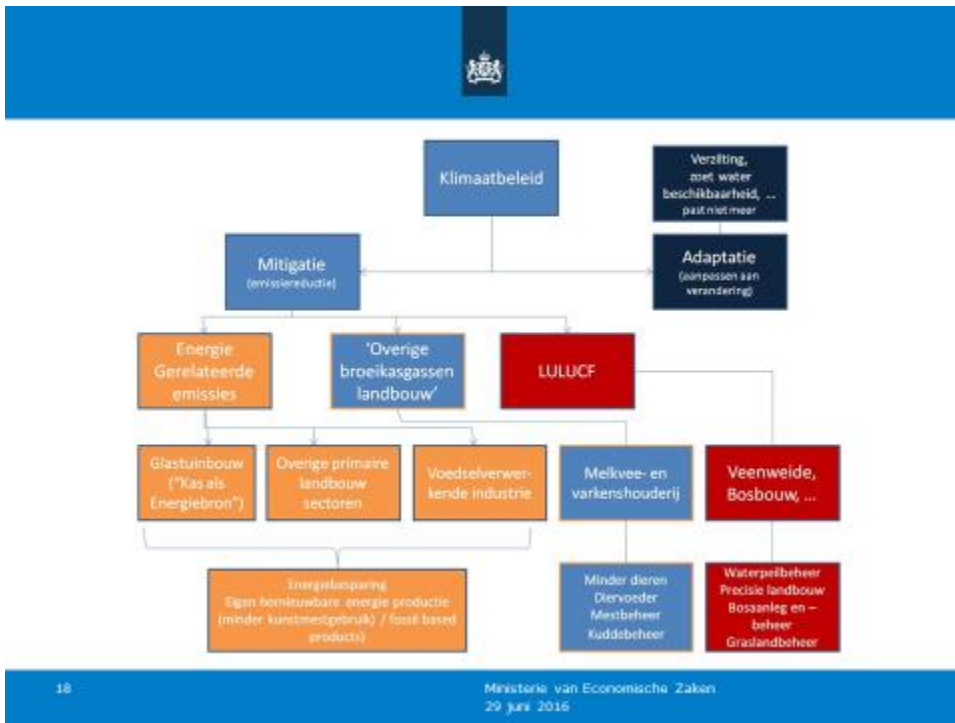 Klimaatbeleid
Verzilting,
zoet water
beschikbaarheid, ...
past niet meer
Mitigatie
(emissiereductie)
Adaptatie
(aanpassen aan
verandering)
Energie
Gerelateerde
emissies
'Overige
broeikasgassen
landbouw'
LULUCF
Glastuinbouw
("Kas als
Energiebron")
Overige primaire
landbouw
sectoren
Voedselverwer-
kende industrie
Melkvee- en
varkenshouderij
Veenweide,
Bosbouw, ...
Energiebesparing
Eigen hernieuwbare energie productie
(minder kunstmestgebruik) / fossil based
products)
Minder dieren
Diervoeder
Mestbeheer
Kuddebeheer
Waterpeilbeheer
Precisie landbouw
Bosaanleg en –
beheer
Graslandbeheer
18
Ministerie van Economische Zaken
29 juni 2016